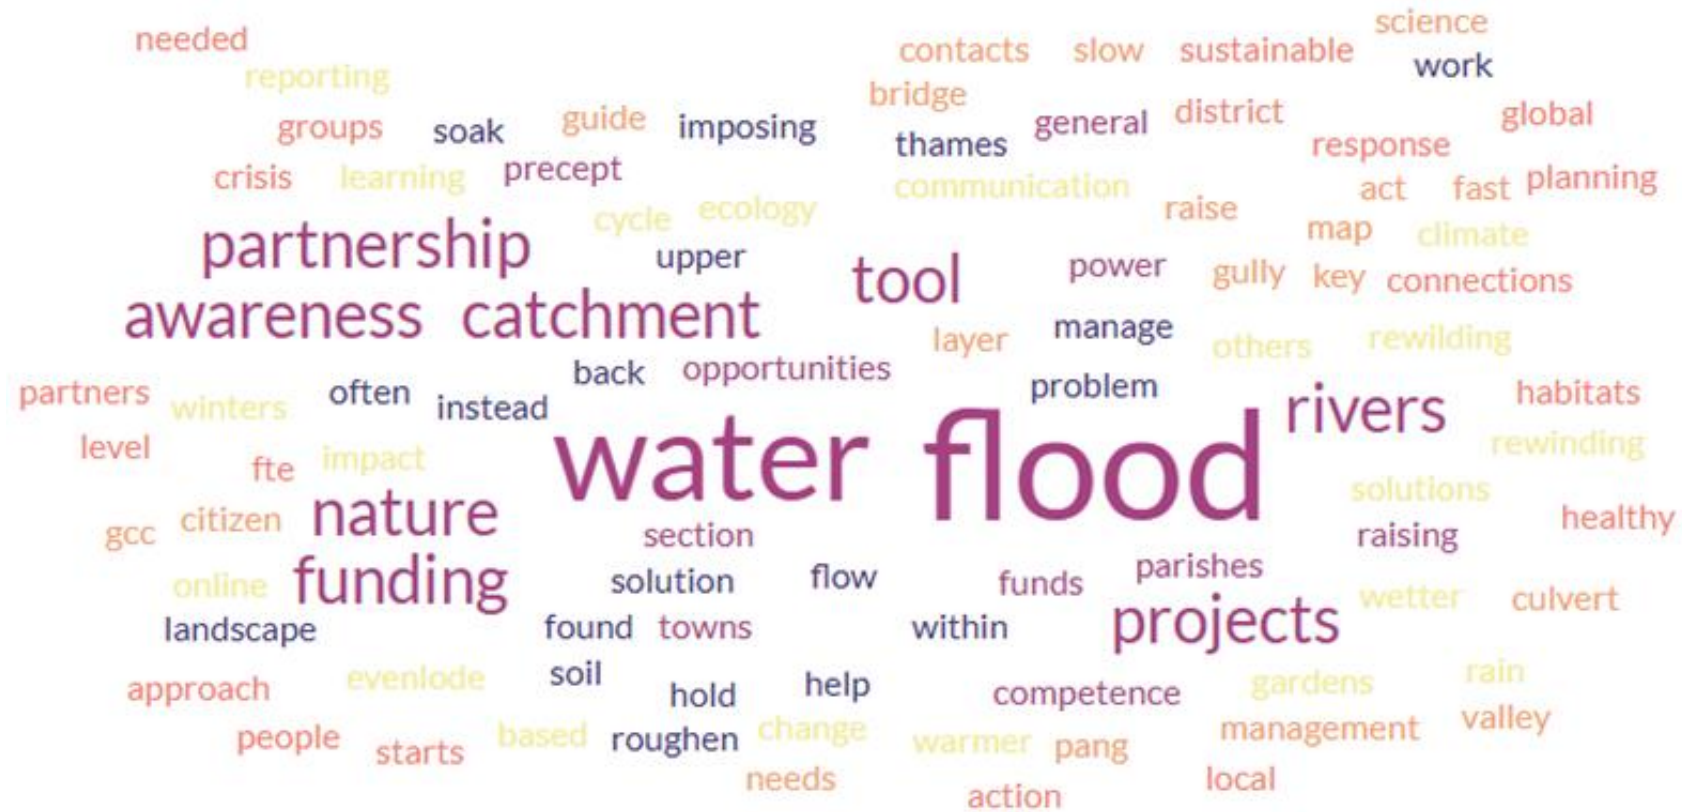 science
needed
contacts slow sustainable
work
reporting
bridge
guide
groups soak imposing
general district global
thames
response
crisis learning precept
communication
act fast planning
cycle ecology
raise
map climate
partnership
upper
tool
power gully key connections
awareness catchment
layer manage
others rewilding
back opportunities
problem
partners winters often instead
rivers
habitats
level
fte impact
water flood
rewinding
solutions
gcc citizen nature
section
raising
healthy
online funding
solution flow
funds parishes
wetter culvert
landscape
found towns
within
projects
approach evenlode
soil
hold help
competence
gardens rain
people starts
based roughen change
warmer pang
management valley
needs
action
local